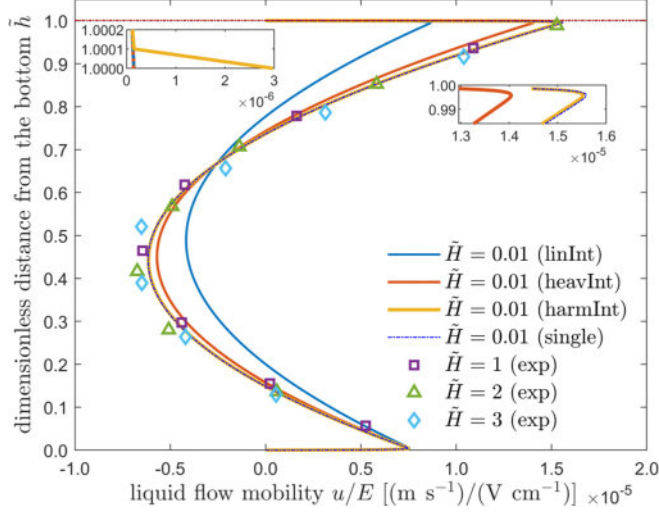 1.0
0.9
0.8
0.7
0.6
0.5
0.4
0.3
0.2
0.1
0.0
dimensionless distance from the bottom h̃
1.0002
1.0001
1.0000
0 1 2 3
×10⁻⁶
1.00
0.99
1.3 1.4 1.5 1.6
×10⁻⁵
H̃ = 0.01 (linInt)
H̃ = 0.01 (heavInt)
H̃ = 0.01 (harmInt)
H̃ = 0.01 (single)
H̃ = 1 (exp)
H̃ = 2 (exp)
H̃ = 3 (exp)
-1.0 -0.5 0.0 0.5 1.0 1.5 2.0
liquid flow mobility u/E [(m s⁻¹)/(V cm⁻¹)] ×10⁻⁵